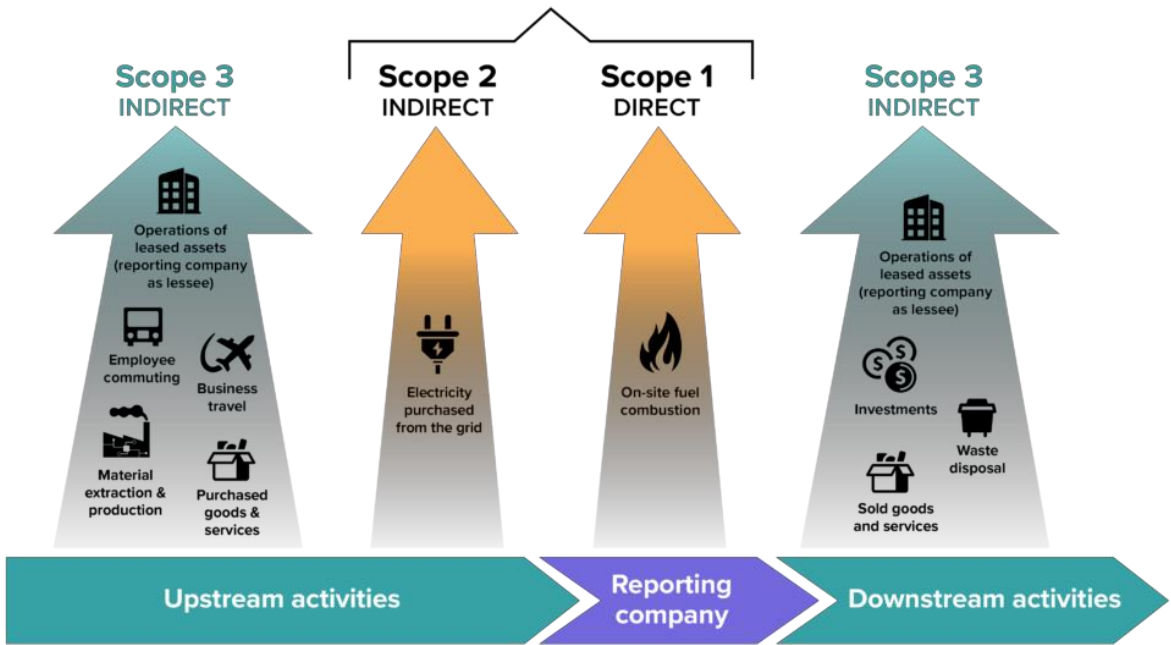 Scope 3
INDIRECT
Operations of
leased assets
(reporting company
as lessee)
Employee
commuting
Business
travel
Material
extraction &
production
Purchased
goods &
services
Scope 2
INDIRECT
Electricity
purchased
from the grid
Scope 1
DIRECT
On-site fuel
combustion
Scope 3
INDIRECT
Operations of
leased assets
(reporting company
as lessee)
$
$
$
Investments
Waste
disposal
Sold goods
and services
Upstream activities
Reporting
company
Downstream activities